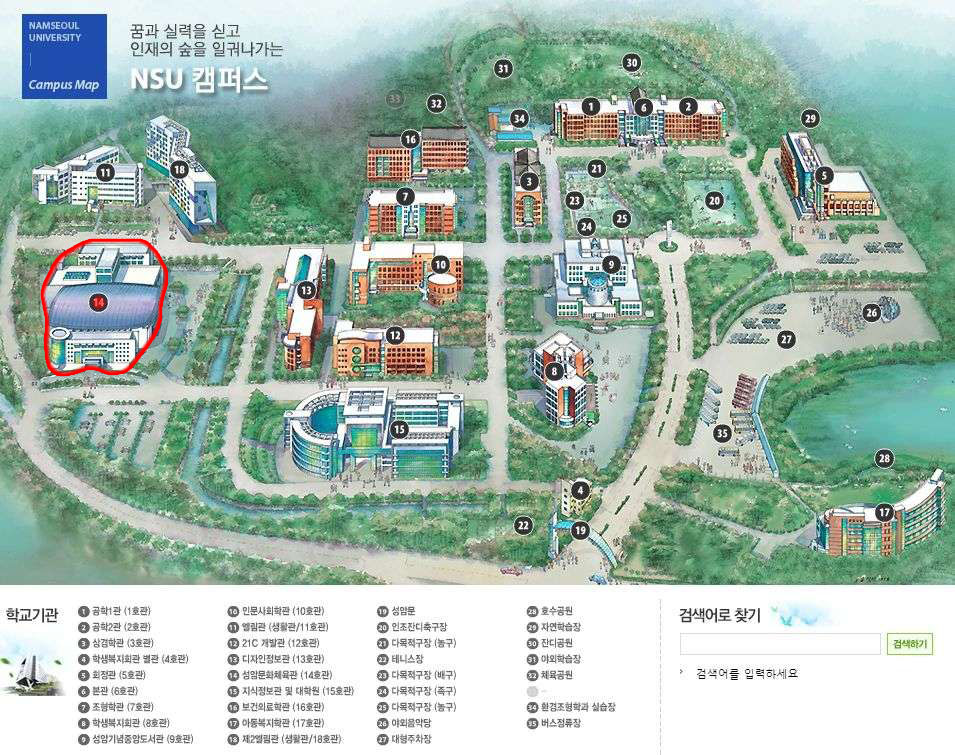 NAMSEOUL
UNIVERSITY
Campus Map
꿈과 실력을 싣고
인재의 숲을 일궈나가는
NSU 캠퍼스
31
30
33
32
1
6
2
34
29
16
11
18
7
3
21
23
25
24
20
5
14
13
10
9
26
12
27
8
15
35
28
4
22
19
17
학교기관
1 공학1관 (1호관)
2 공학2관 (2호관)
3 상경학관 (3호관)
4 학생복지회관 별관 (4호관)
5 회정관 (5호관)
6 본관 (6호관)
7 조형학관 (7호관)
8 학생복지회관 (8호관)
9 성암기념중앙도서관 (9호관)
10 인문사회학관 (10호관)
11 엘림관 (생활관/11호관)
12 21C 개발관 (12호관)
13 디자인정보관 (13호관)
14 성암문화체육관 (14호관)
15 지식정보관 및 대학원 (15호관)
16 보건의료학관 (16호관)
17 아동복지학관 (17호관)
18 제2엘림관 (생활관/18호관)
19 성암문
20 인조잔디축구장
21 다목적구장 (농구)
22 테니스장
23 다목적구장 (배구)
24 다목적구장 (족구)
25 다목적구장 (농구)
26 야외음악당
27 대형주차장
28 호수공원
29 자연학습장
30 잔디공원
31 야외학습장
32 체육공원
34 환경조형학과 실습장
35 버스정류장
검색어로 찾기
검색하기
검색어를 입력하세요